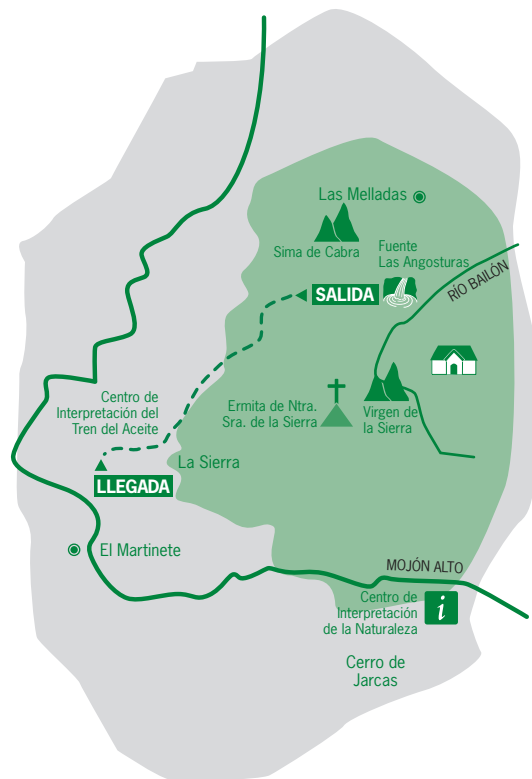 Las Melladas
Sima de Cabra
Fuente
Las Angosturas
SALIDA
RÍO BAILÓN
Centro de
Interpretación del
Tren del Aceite
Ermita de Ntra.
Sra. de la Sierra
Virgen de
la Sierra
La Sierra
LLEGADA
El Martinete
MOJÓN ALTO
Centro de
Interpretación
de la Naturaleza
i
Cerro de
Jarcas